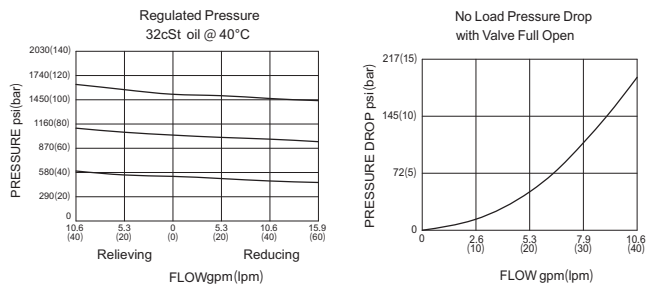 Regulated Pressure
32cSt oil @ 40°C
PRESSURE psi(bar)
2030(140)
1740(120)
1450(100)
1160(80)
870(60)
580(40)
290(20)
0
10.6 5.3 0 5.3 10.6 15.9
(40) (20) (0) (20) (40) (60)
Relieving Reducing
FLOWgpm(lpm)
No Load Pressure Drop
with Valve Full Open
PRESSURE DROP psi(bar)
217(15)
145(10)
72(5)
0
0 2.6 5.3 7.9 10.6
(10) (20) (30) (40)
FLOW gpm(lpm)